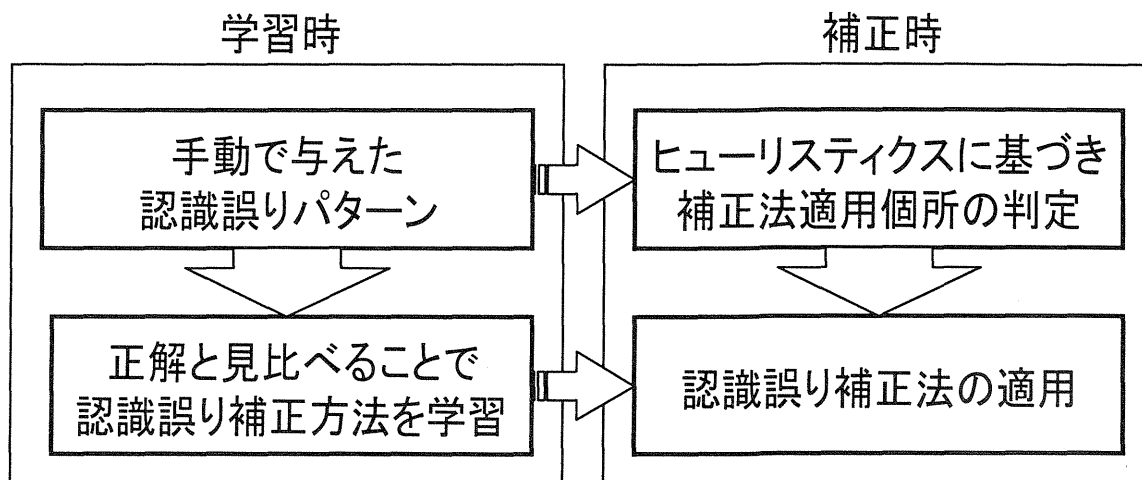 学習時
手動で与えた
認識誤りパターン
正解と見比べることで
認識誤り補正方法を学習
補正時
ヒューリスティクスに基づき
補正法適用個所の判定
認識誤り補正法の適用